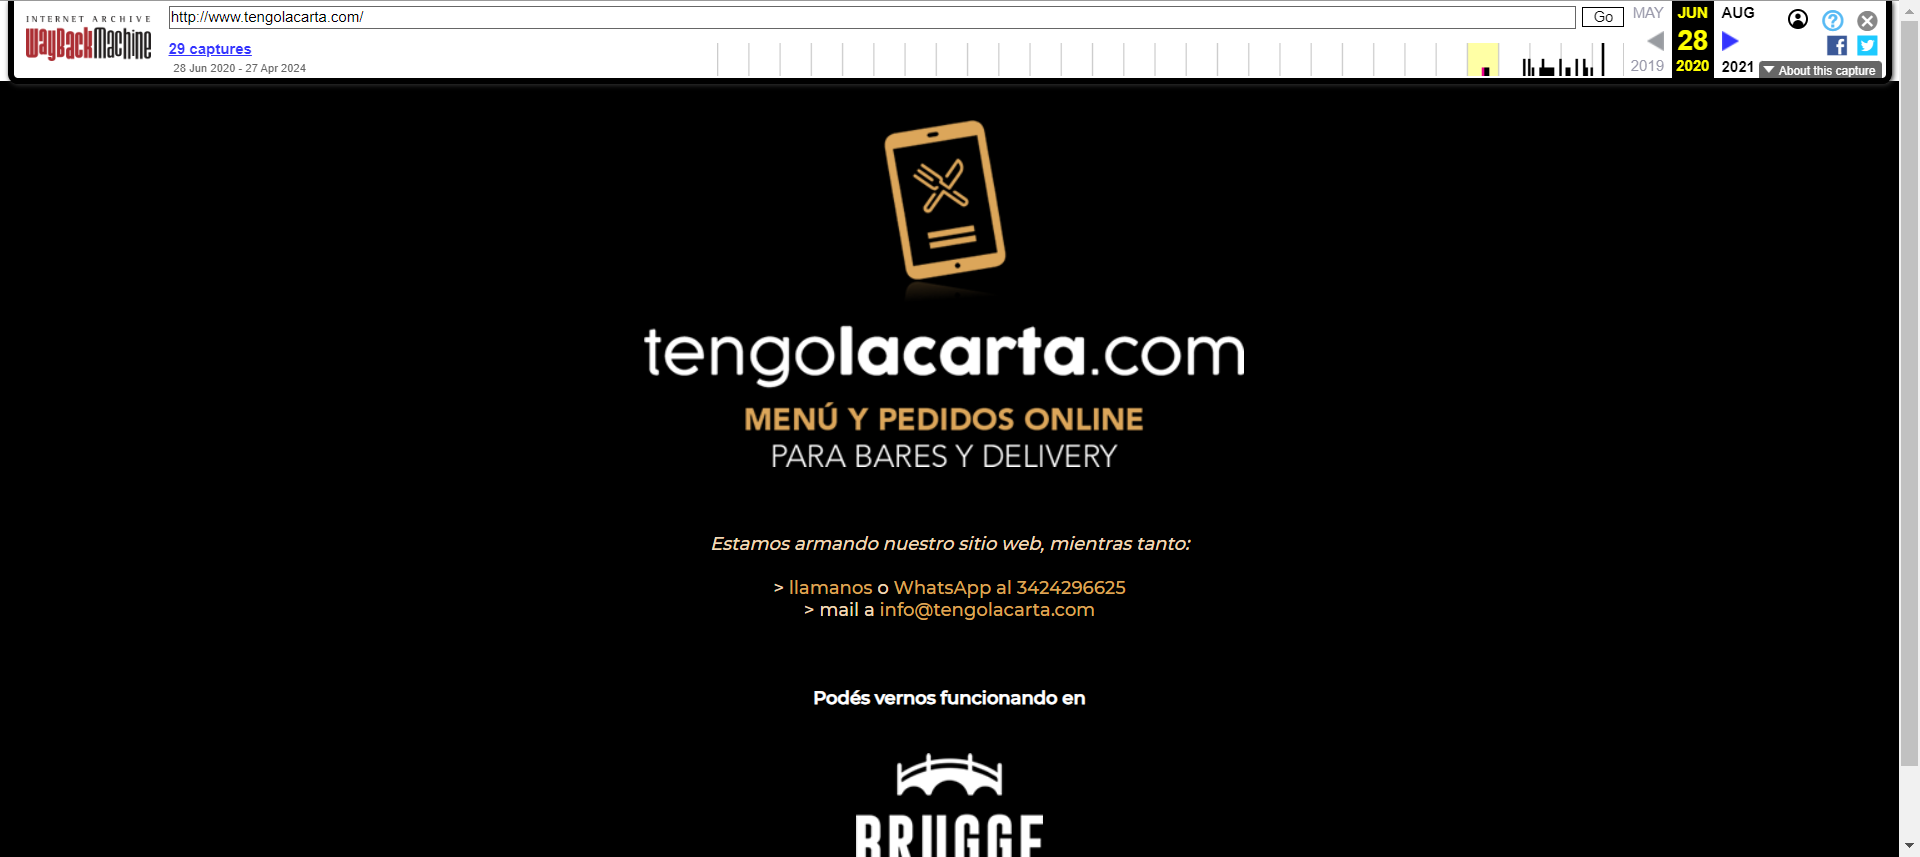 INTERNET ARCHIVE
WayBackMachine
http://www.tengolacarta.com/
Go
29 captures
28 Jun 2020 - 27 Apr 2024
MAY
JUN
AUG
28
2019
2020
2021
About this capture
tengolacarta.com
MENÚ Y PEDIDOS ONLINE
PARA BARES Y DELIVERY
Estamos armando nuestro sitio web, mientras tanto:
> llamanos o WhatsApp al 3424296625
> mail a info@tengolacarta.com
Podés vernos funcionando en
BRUGGE